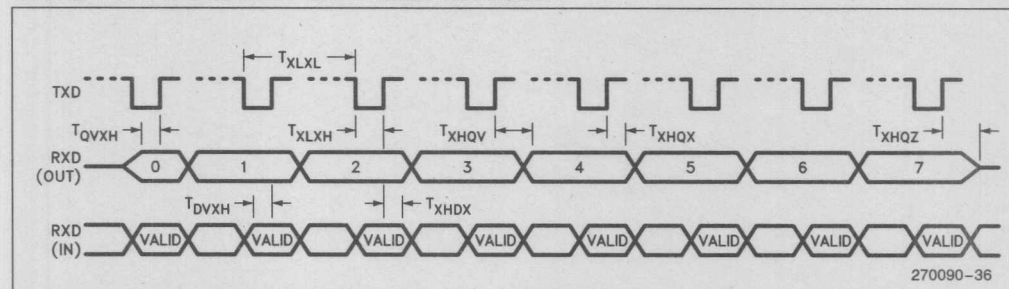 T_XLXL
TXD
T_QVXH T_XLXH T_XHQV T_XHQX T_XHQZ
RXD
(OUT)
0 1 2 3 4 5 6 7
T_DVXH T_XHDX
RXD
(IN)
VALID VALID VALID VALID VALID VALID VALID VALID
270090-36